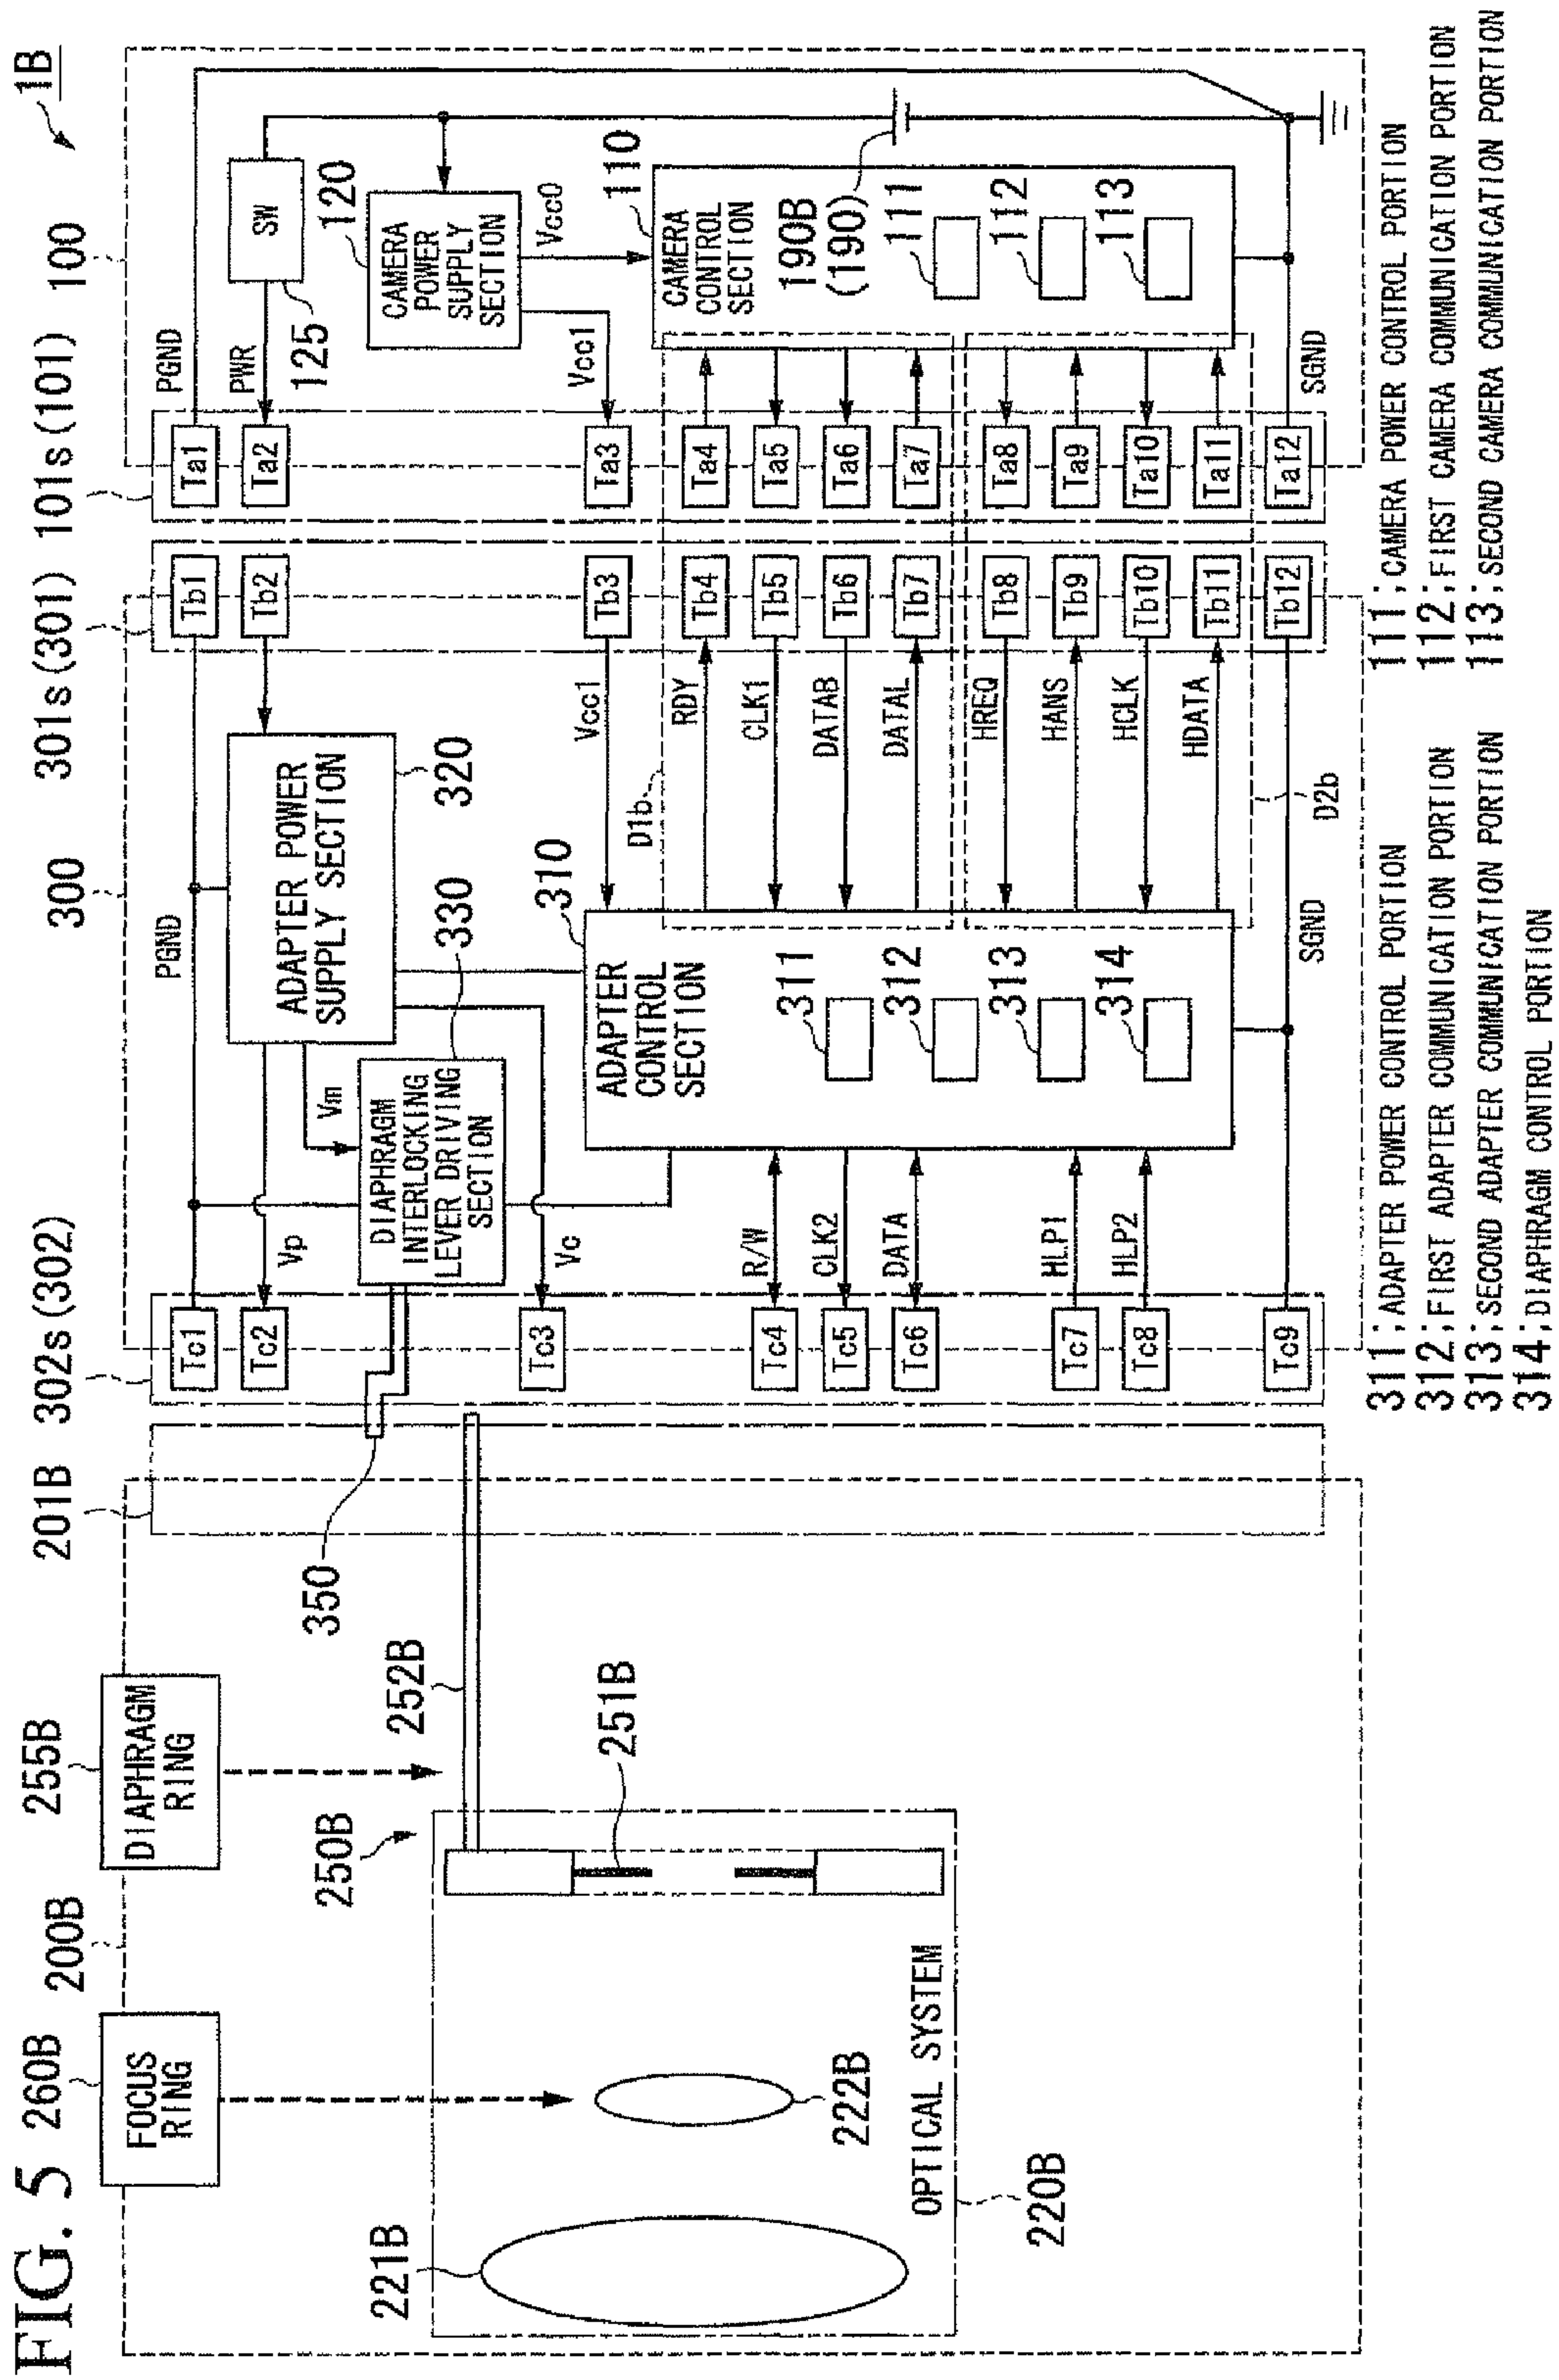 FIG. 5
1B
260B
200B
255B
201B
302s(302)
300
301s(301)
101s(101)
100
FOCUS
RING
DIAPHRAGM
RING
221B
222B
OPTICAL SYSTEM
220B
250B
251B
252B
350
Tc1
Tc2
Tc3
Tc4
Tc5
Tc6
Tc7
Tc8
Tc9
PGND
Vp
Vm
Vc
DIAPHRAGM
INTERLOCKING
LEVER DRIVING
SECTION
330
ADAPTER POWER
SUPPLY SECTION
320
R/W
CLK2
DATA
HLP1
HLP2
310
ADAPTER
CONTROL
SECTION
311
312
313
314
SGND
Vcc1
D1b
RDY
CLK1
DATAB
DATAL
HREQ
HANS
HCLK
HDATA
D2b
Tb1
Tb2
Tb3
Tb4
Tb5
Tb6
Tb7
Tb8
Tb9
Tb10
Tb11
Tb12
Ta1
Ta2
Ta3
Ta4
Ta5
Ta6
Ta7
Ta8
Ta9
Ta10
Ta11
Ta12
PGND
PWR
125
SW
120
CAMERA
POWER
SUPPLY
SECTION
Vcc1
Vcc0
110
CAMERA
CONTROL
SECTION
190B
(190)
111
112
113
SGND
311;ADAPTER POWER CONTROL PORTION
312;FIRST ADAPTER COMMUNICATION PORTION
313;SECOND ADAPTER COMMUNICATION PORTION
314;DIAPHRAGM CONTROL PORTION
111;CAMERA POWER CONTROL PORTION
112;FIRST CAMERA COMMUNICATION PORTION
113;SECOND CAMERA COMMUNICATION PORTION